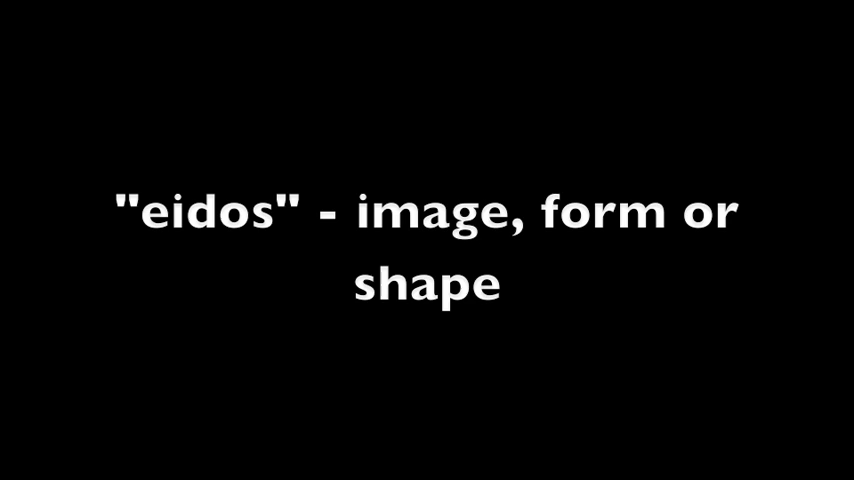 "eidos" - image, form or
shape